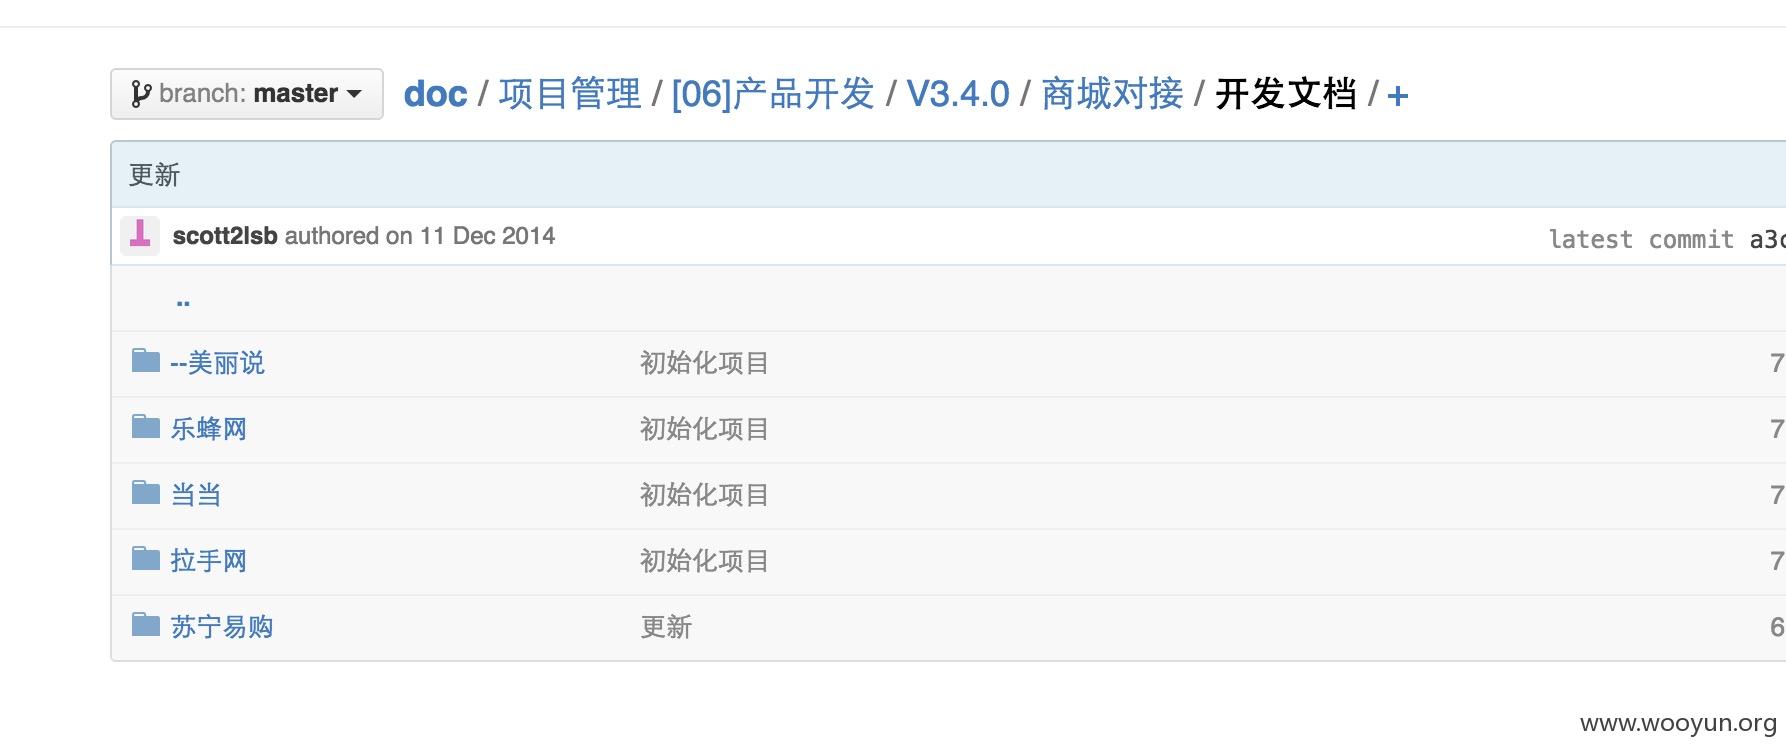 branch: master doc / 项目管理 / [06]产品开发 / V3.4.0 / 商城对接 / 开发文档 / +
更新
scott2lsb authored on 11 Dec 2014 latest commit a3c
..
--美丽说 初始化项目 7
乐蜂网 初始化项目 7
当当 初始化项目 7
拉手网 初始化项目 7
苏宁易购 更新 6
www.wooyun.org